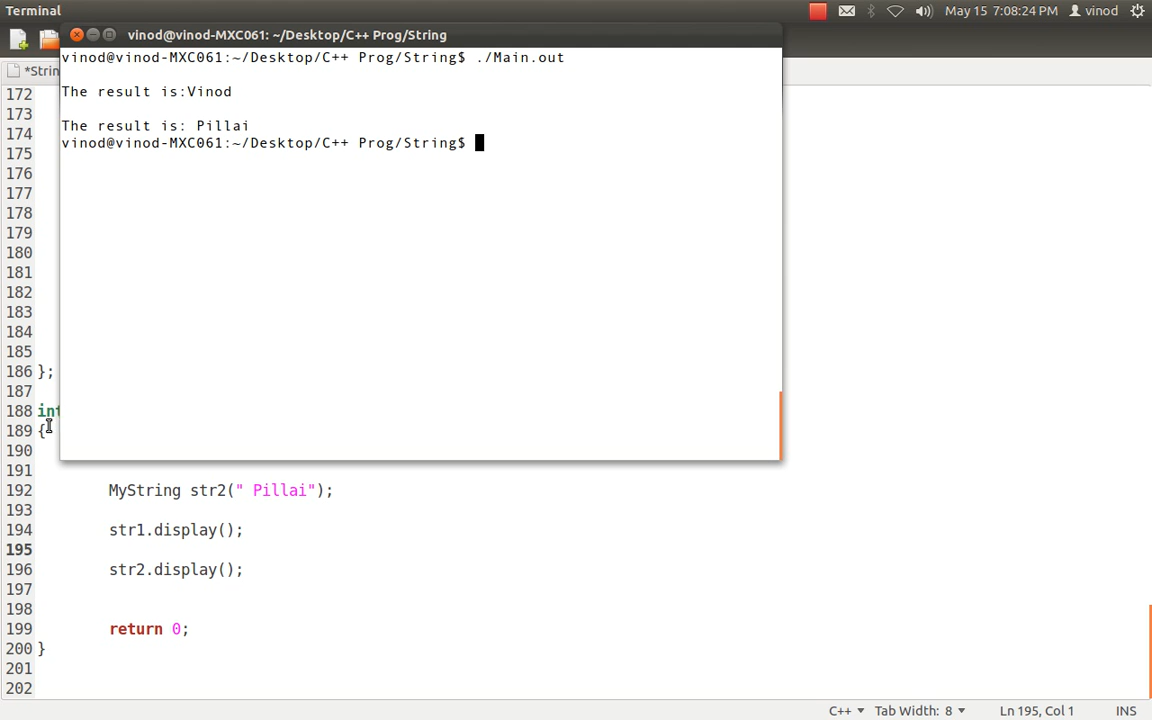 Terminal
May 15 7:08:24 PM vinod
vinod@vinod-MXC061: ~/Desktop/C++ Prog/String
vinod@vinod-MXC061:~/Desktop/C++ Prog/String$ ./Main.out
*Strin
The result is:Vinod
The result is: Pillai
vinod@vinod-MXC061:~/Desktop/C++ Prog/String$
172
173
174
175
176
177
178
179
180
181
182
183
184
185
186 };
187
188 int
189 {
190
191
192 MyString str2(" Pillai");
193
194 str1.display();
195
196 str2.display();
197
198
199 return 0;
200 }
201
202
C++ Tab Width: 8 Ln 195, Col 1 INS